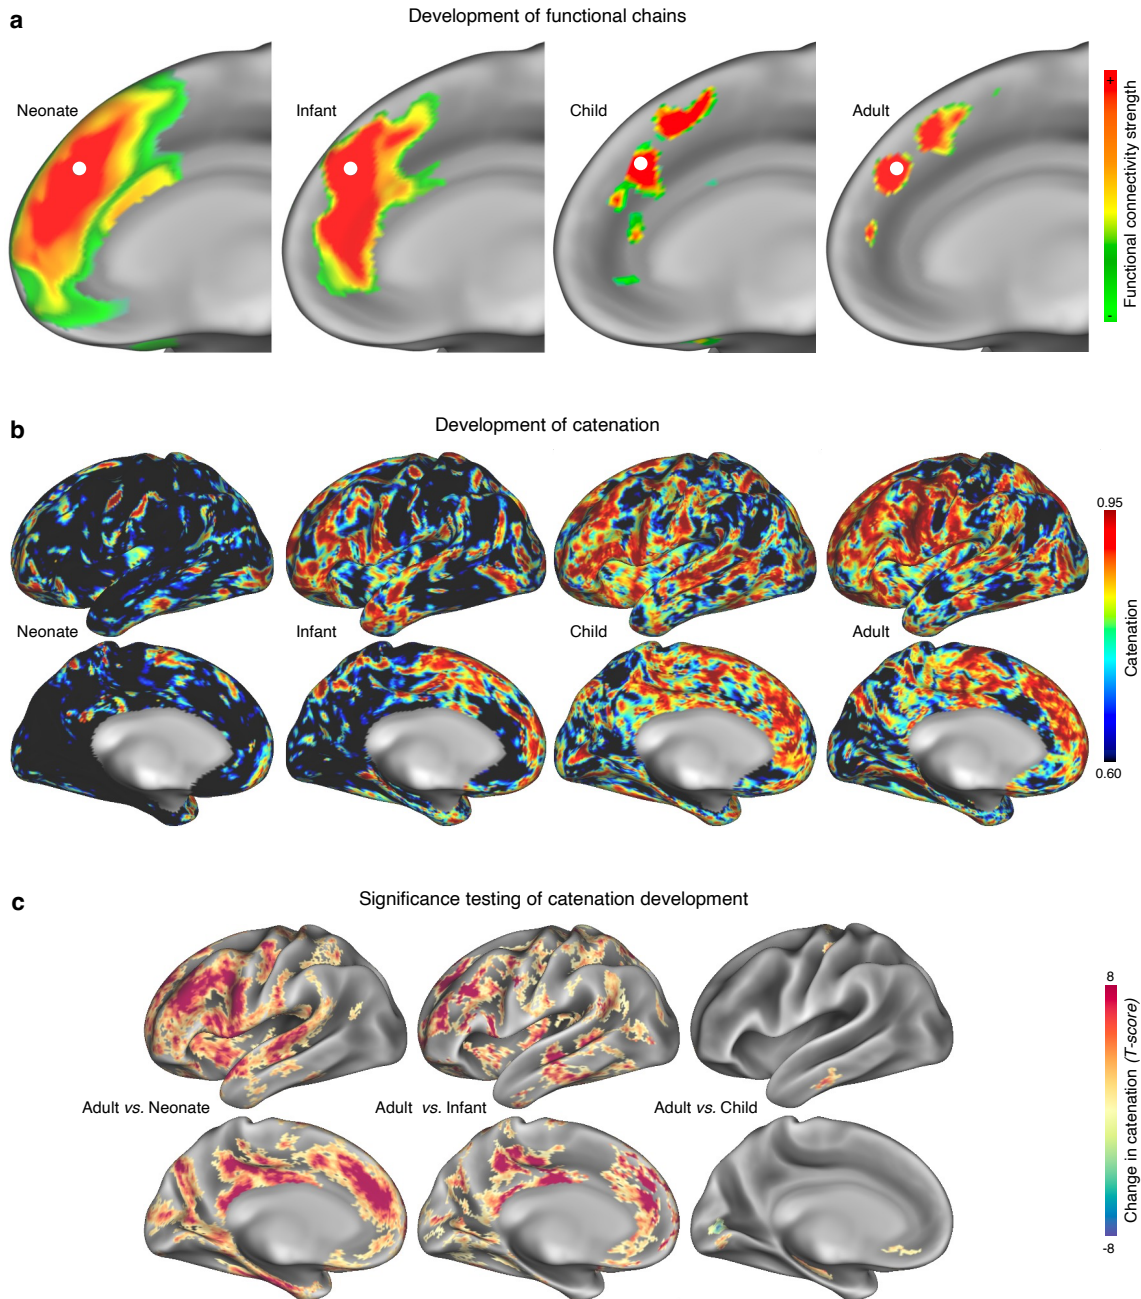 a
Development of functional chains
Neonate
Infant
Child
Adult
+
-
Functional connectivity strength
b
Development of catenation
Neonate
Infant
Child
Adult
0.95
0.60
Catenation
c
Significance testing of catenation development
Adult vs. Neonate
Adult vs. Infant
Adult vs. Child
8
-8
Change in catenation (T-score)